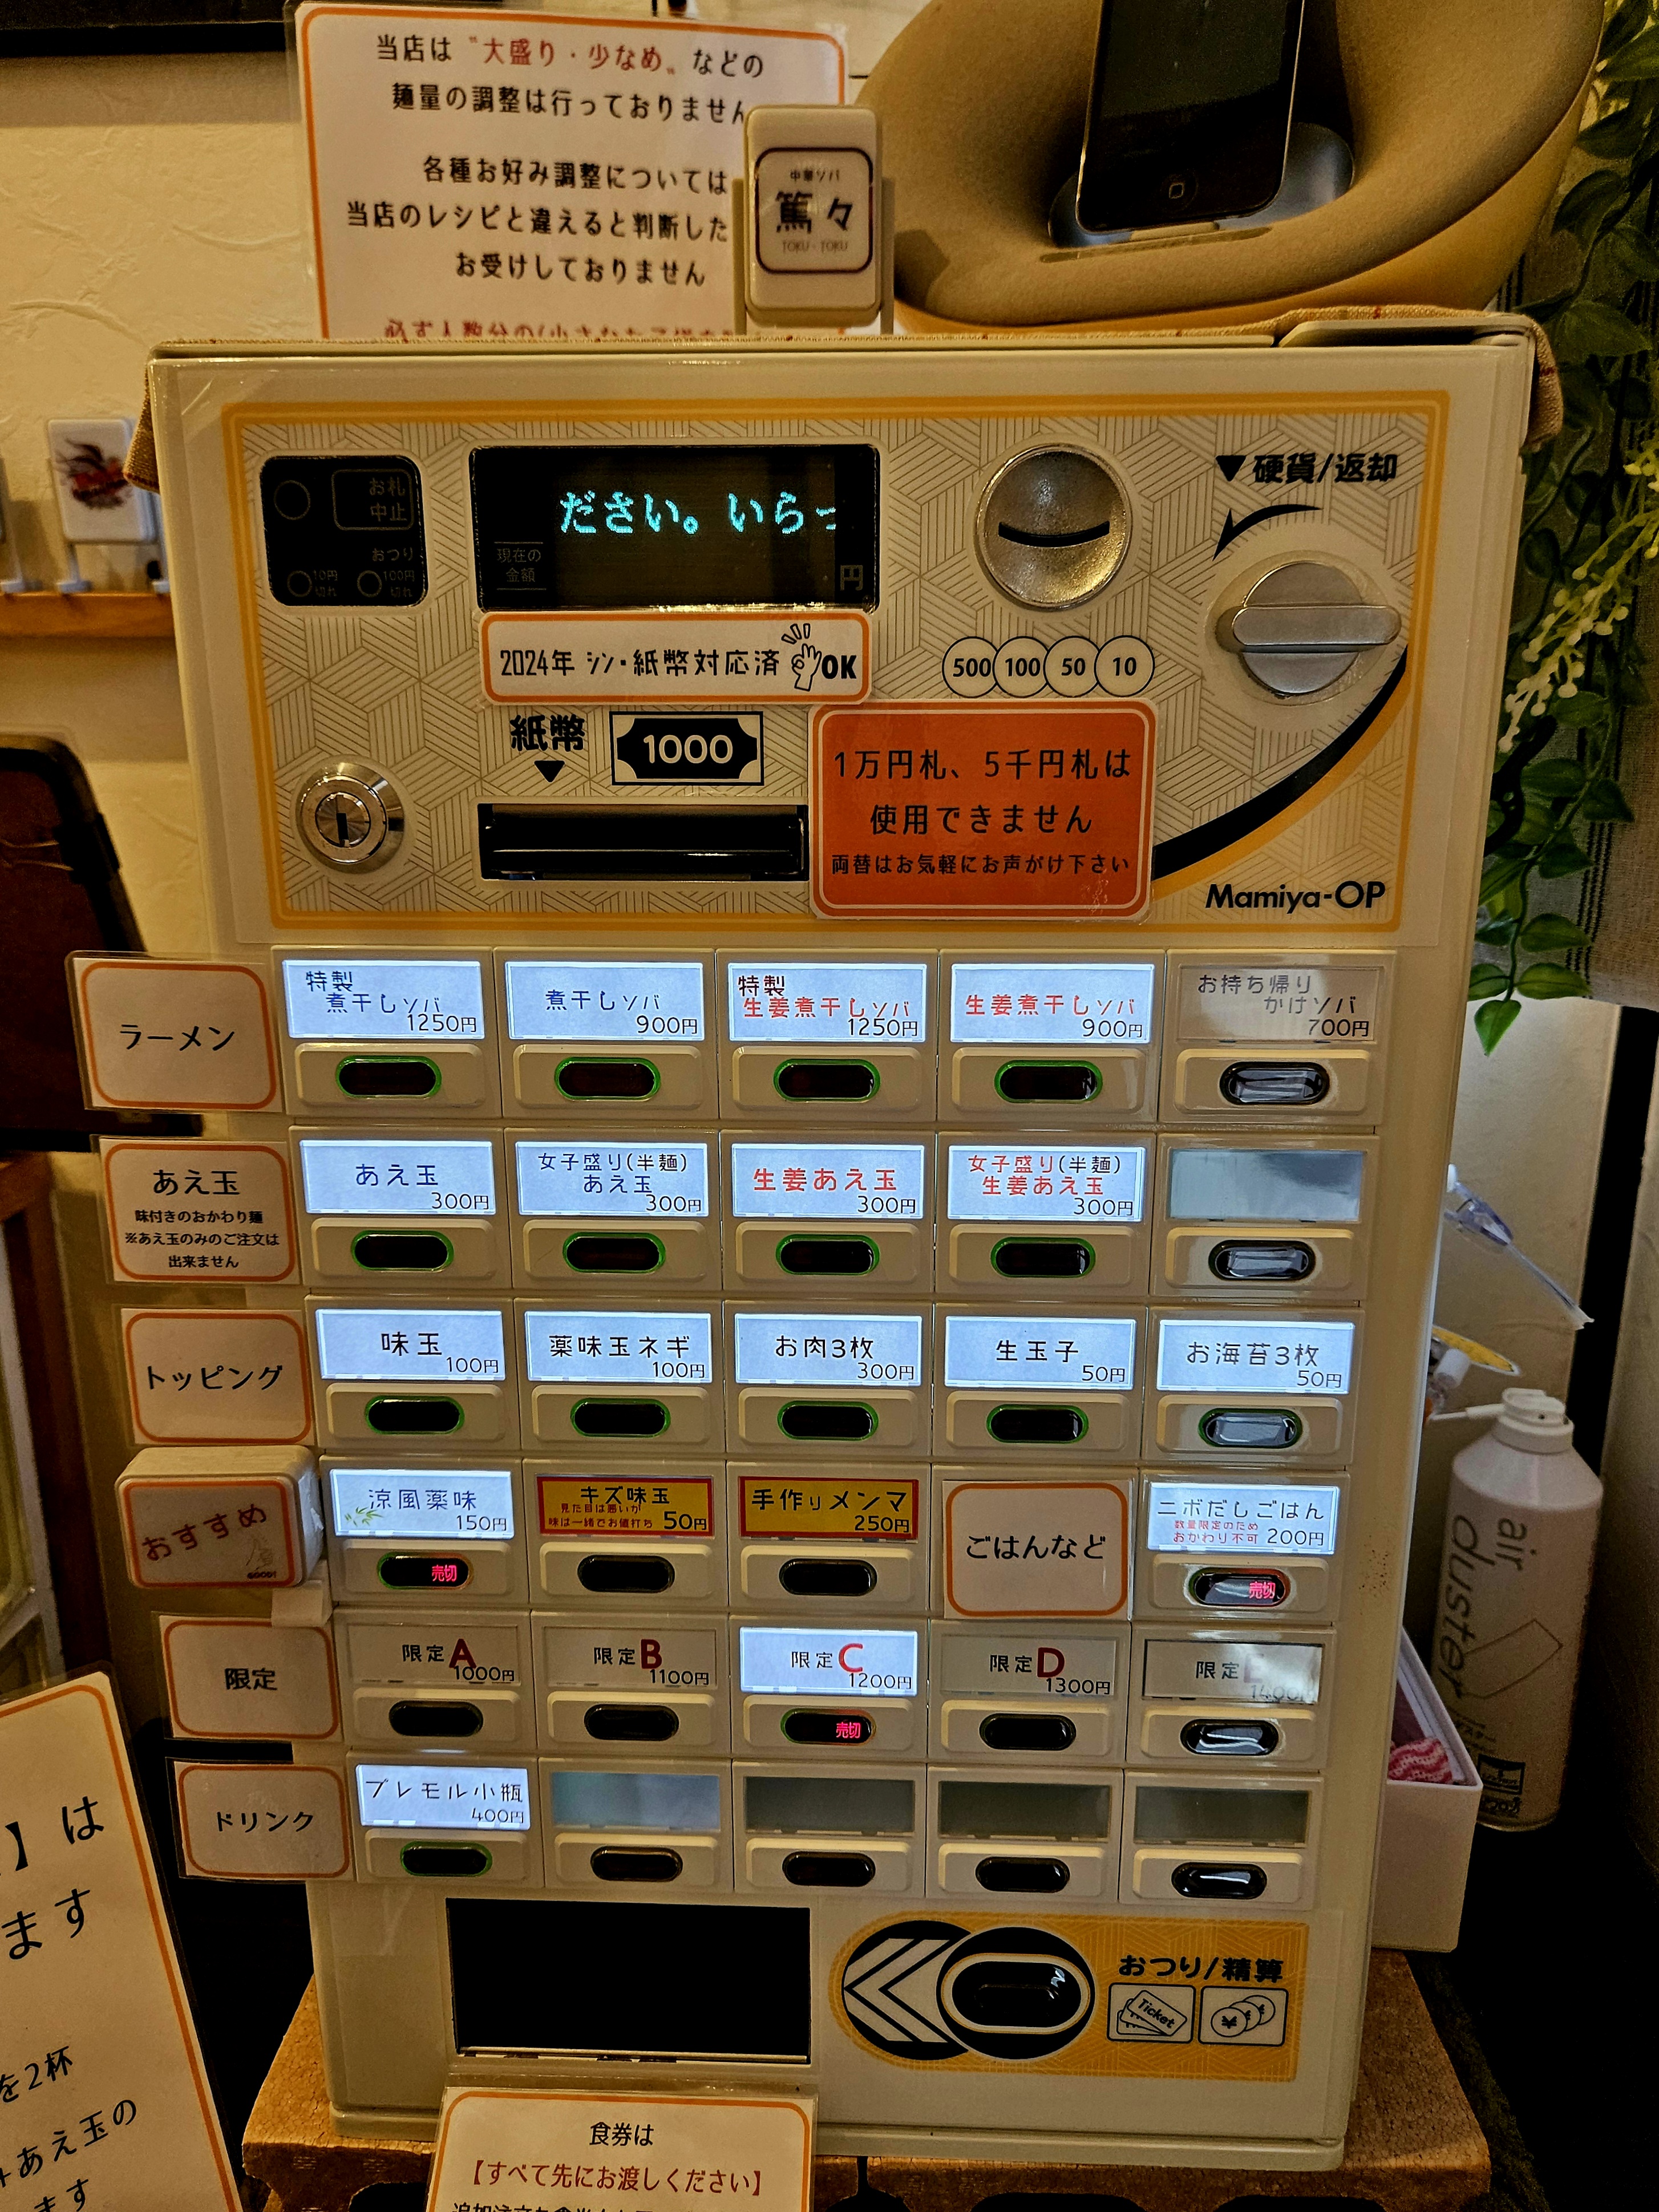 当店は〝大盛り・少なめ〟などの
麺量の調整は行っておりません
各種お好み調整については
当店のレシピと違えると判断した
お受けしておりません
中華ソバ
篤々
TOKU-TOKU
お札
中止
おつり
10円
切れ
100円
切れ
ださい。いらっ
現在の
金額
円
▼硬貨/返却
2024年 シン・紙幣対応済 OK
500 100 50 10
紙幣
▼
1000
1万円札、5千円札は
使用できません
両替はお気軽にお声がけ下さい
Mamiya-OP
ラーメン
特製
煮干しソバ
1250円
煮干しソバ
900円
特製
生姜煮干しソバ
1250円
生姜煮干しソバ
900円
お持ち帰り
かけソバ
700円
あえ玉
味付きのおかわり麺
※あえ玉のみのご注文は
出来ません
あえ玉
300円
女子盛り(半麺)
あえ玉
300円
生姜あえ玉
300円
女子盛り(半麺)
生姜あえ玉
300円
トッピング
味玉
100円
薬味玉ネギ
100円
お肉3枚
300円
生玉子
50円
お海苔3枚
50円
おすすめ
GOOD!
涼風薬味
150円
売切
キズ味玉
見た目は悪いが
味は一緒でお値打ち 50円
手作りメンマ
250円
ごはんなど
ニボだしごはん
数量限定のため
おかわり不可 200円
売切
限定
限定A
1000円
限定B
1100円
限定C
1200円
売切
限定D
1300円
限定
ドリンク
プレモル小瓶
400円
おつり/精算
Ticket
air
duster
】は
ます
を2杯
+あえ玉の
ます
食券は
【すべて先にお渡しください】